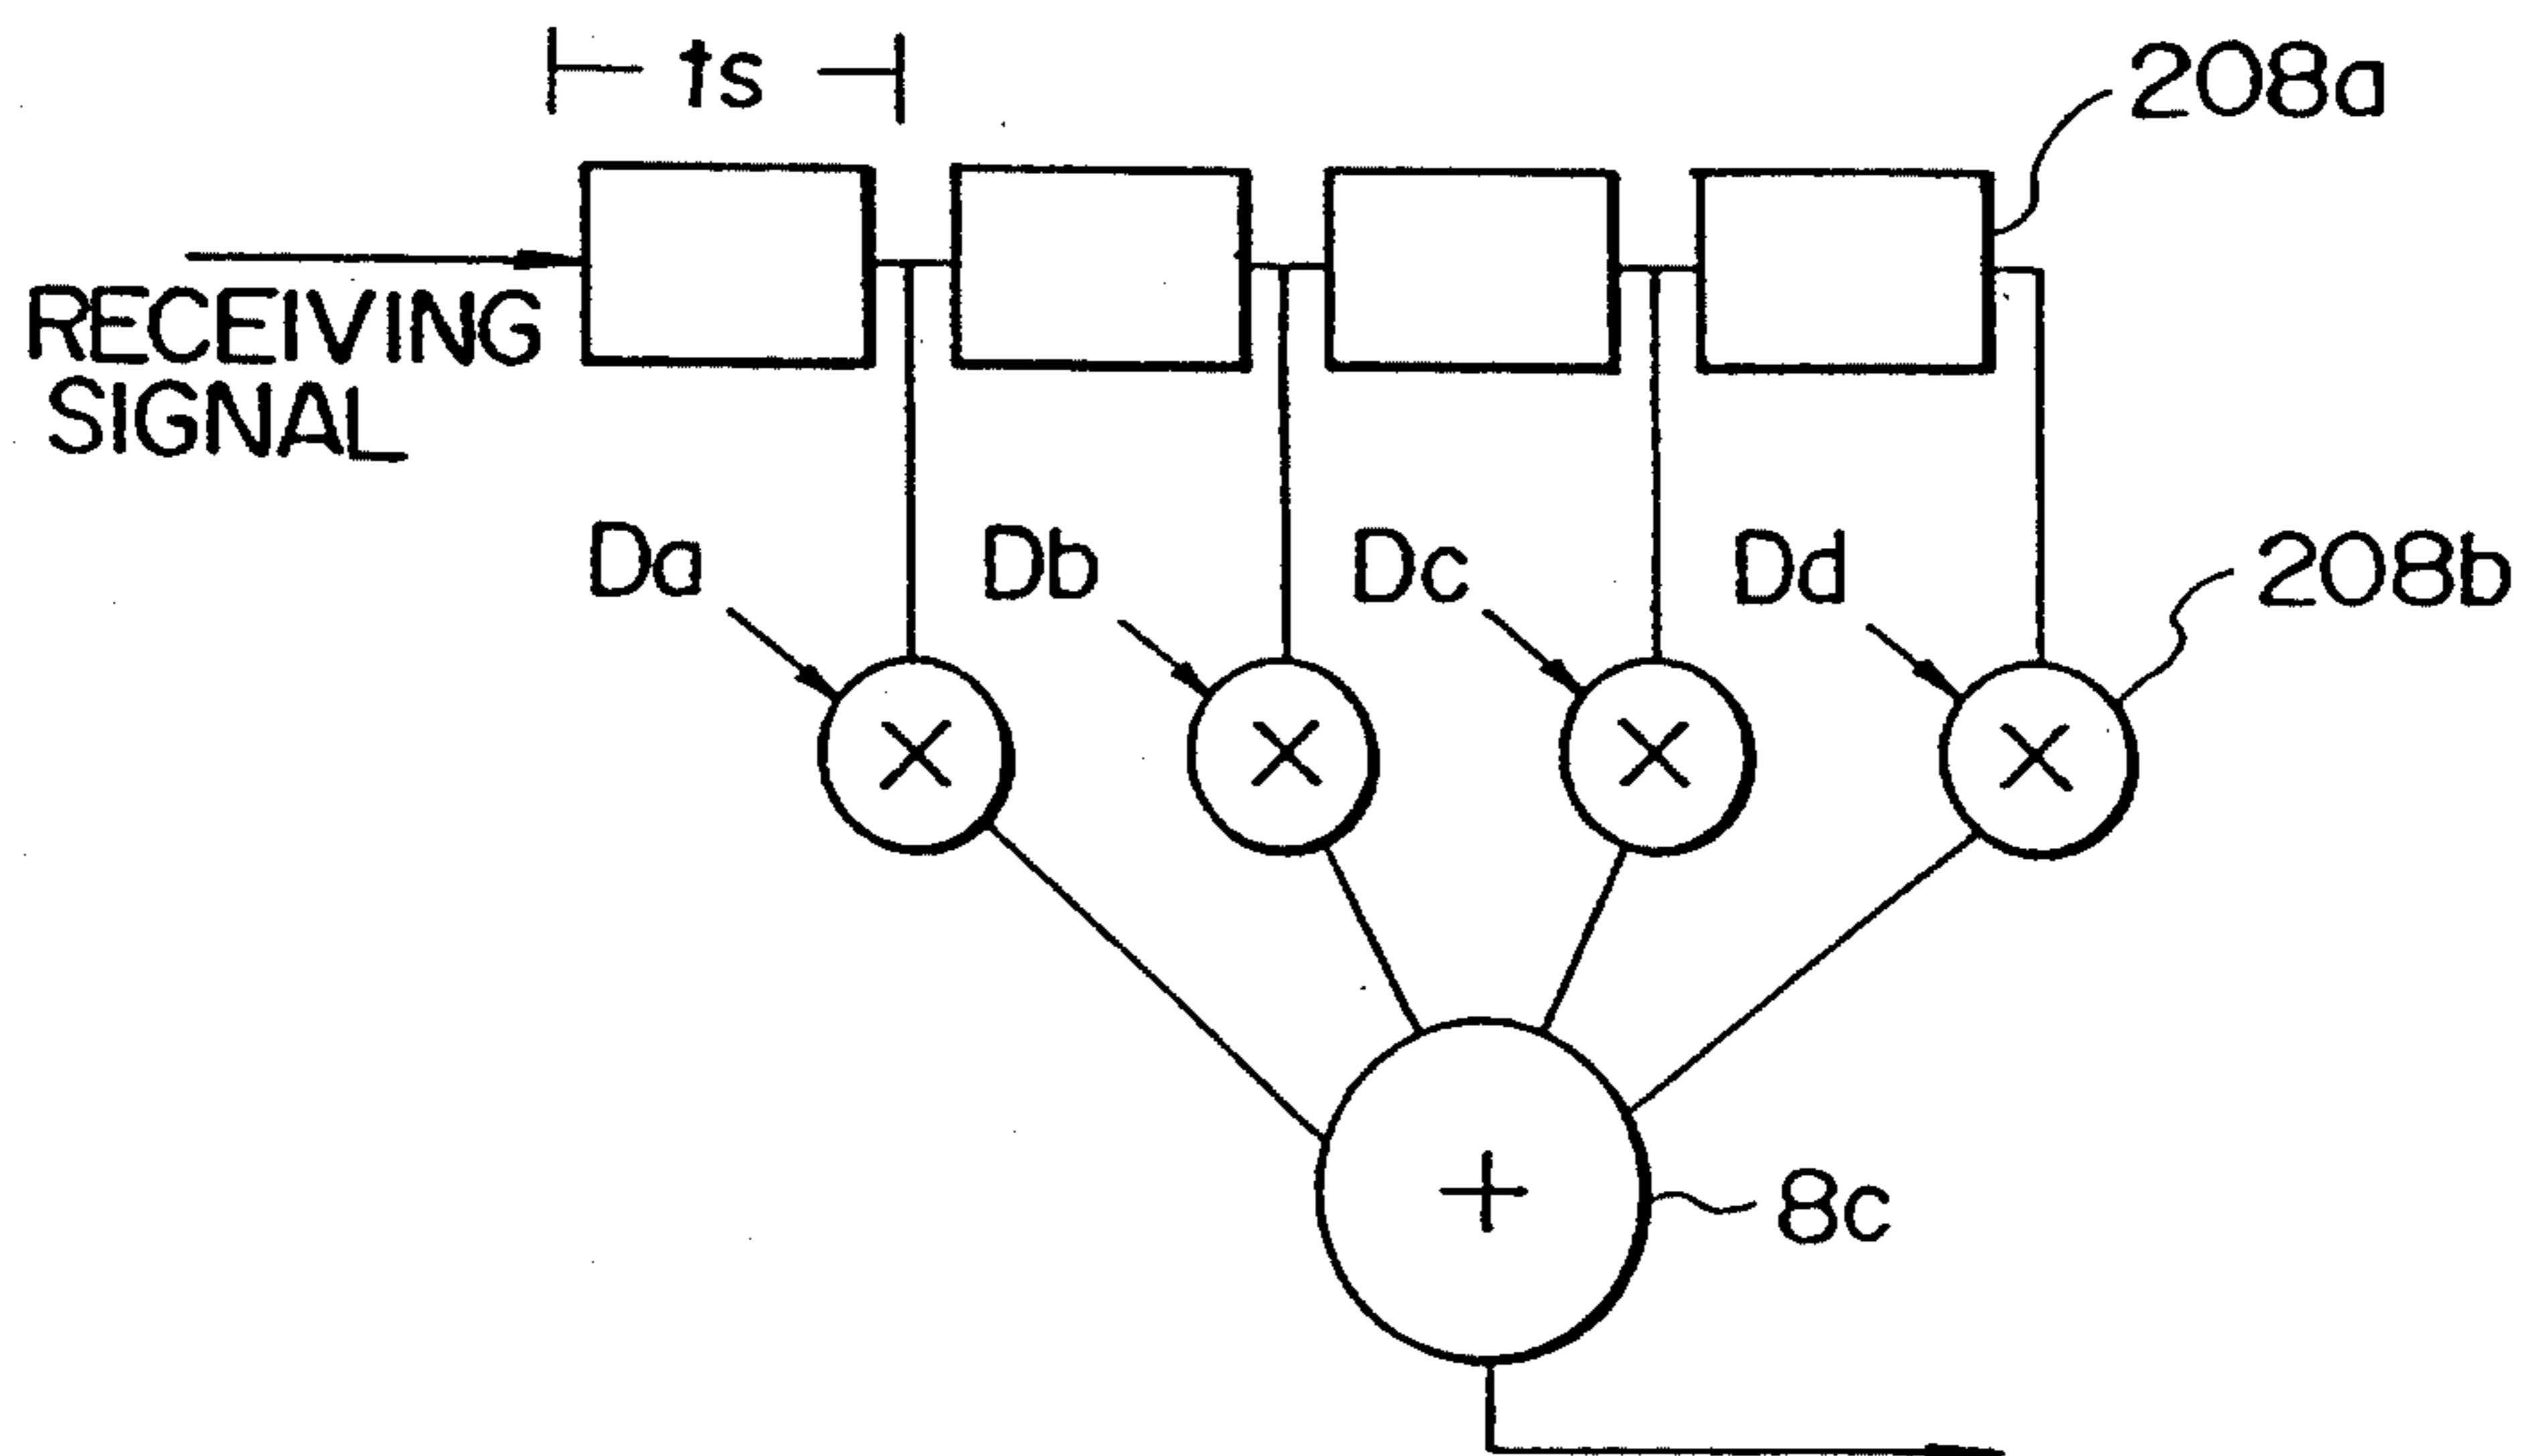 ts
208a
RECEIVING
SIGNAL
Da
Db
Dc
Dd
208b
+
8c